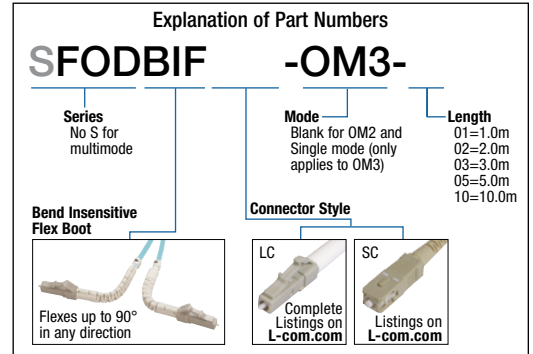 Explanation of Part Numbers
SFODBIF -OM3-
Series
No S for
multimode
Mode
Blank for OM2 and
Single mode (only
applies to OM3)
Length
01=1.0m
02=2.0m
03=3.0m
05=5.0m
10=10.0m
Bend Insensitive
Flex Boot
Flexes up to 90°
in any direction
Connector Style
LC
Complete
Listings on
L-com.com
SC
Listings on
L-com.com